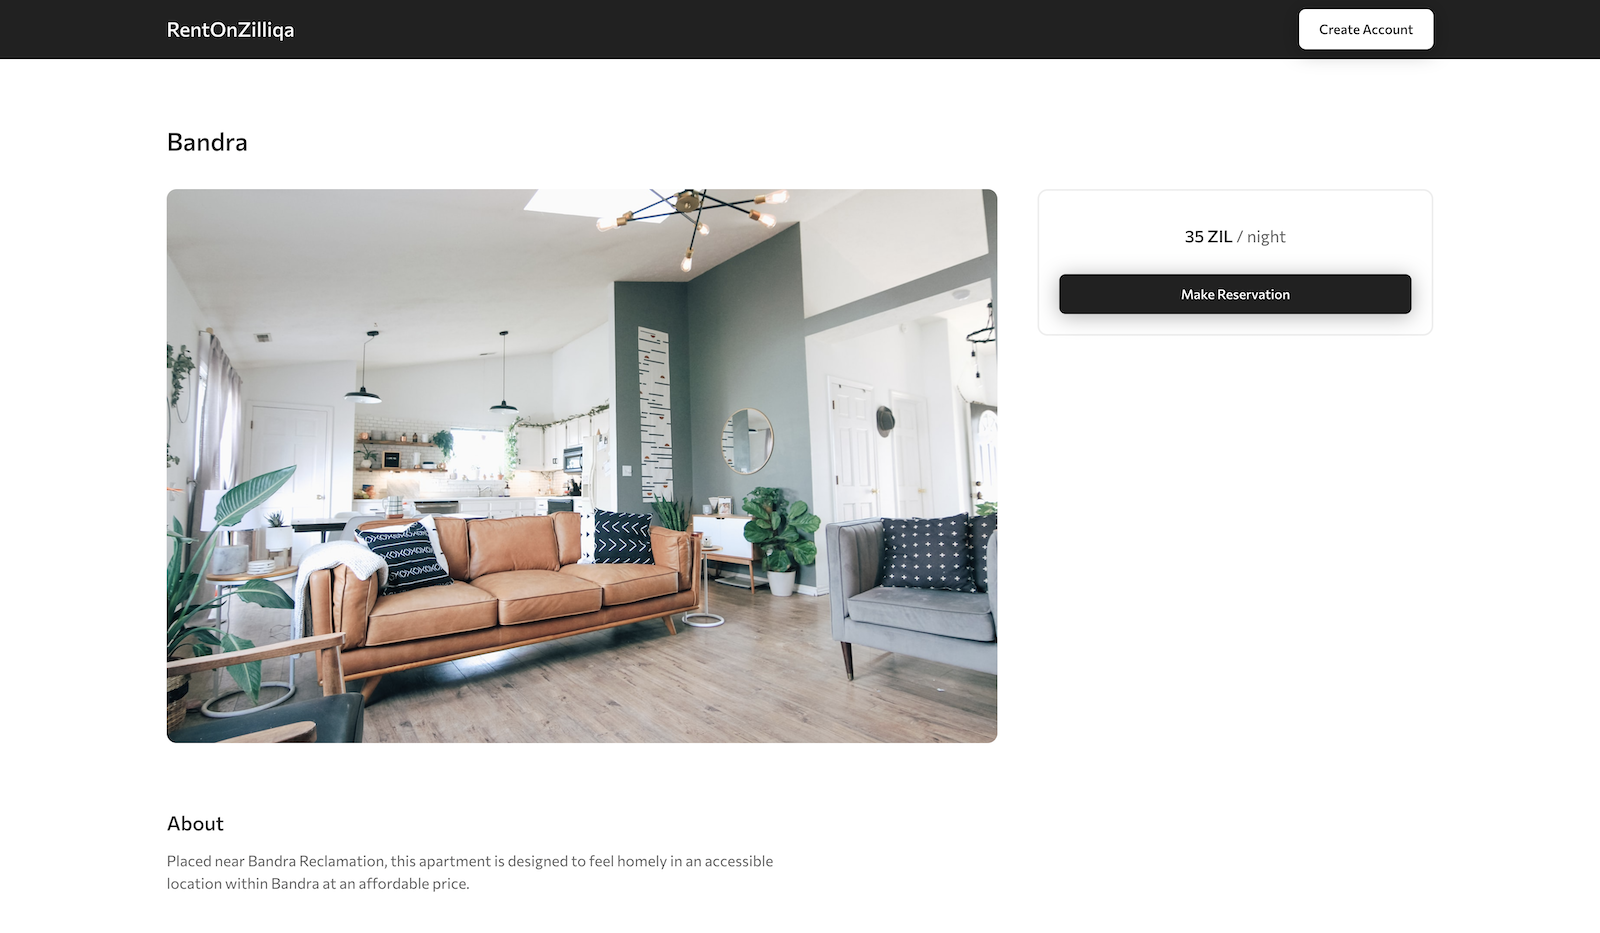 RentOnZilliqa
Create Account
Bandra
35 ZIL / night
Make Reservation
About
Placed near Bandra Reclamation, this apartment is designed to feel homely in an accessible
location within Bandra at an affordable price.